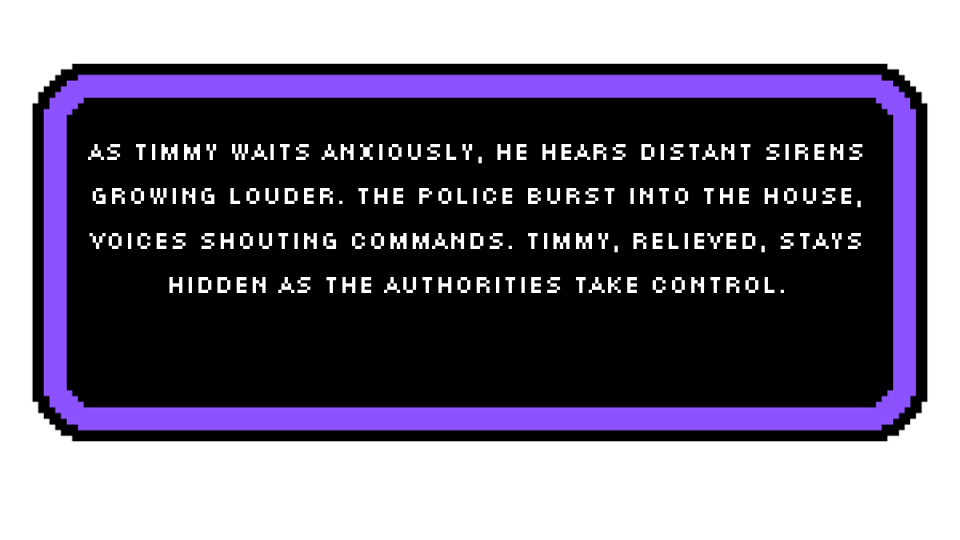 AS TIMMY WAITS ANXIOUSLY, HE HEARS DISTANT SIRENS
GROWING LOUDER. THE POLICE BURST INTO THE HOUSE,
VOICES SHOUTING COMMANDS. TIMMY, RELIEVED, STAYS
HIDDEN AS THE AUTHORITIES TAKE CONTROL.